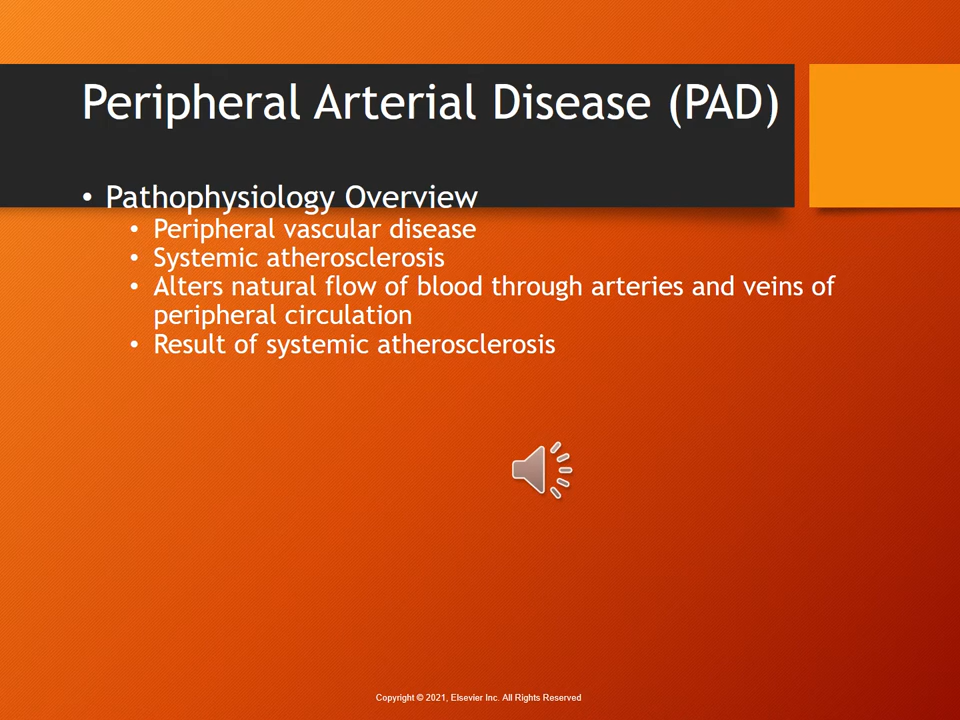 Peripheral Arterial Disease (PAD)
• Pathophysiology Overview
• Peripheral vascular disease
• Systemic atherosclerosis
• Alters natural flow of blood through arteries and veins of
peripheral circulation
• Result of systemic atherosclerosis
Copyright © 2021, Elsevier Inc. All Rights Reserved